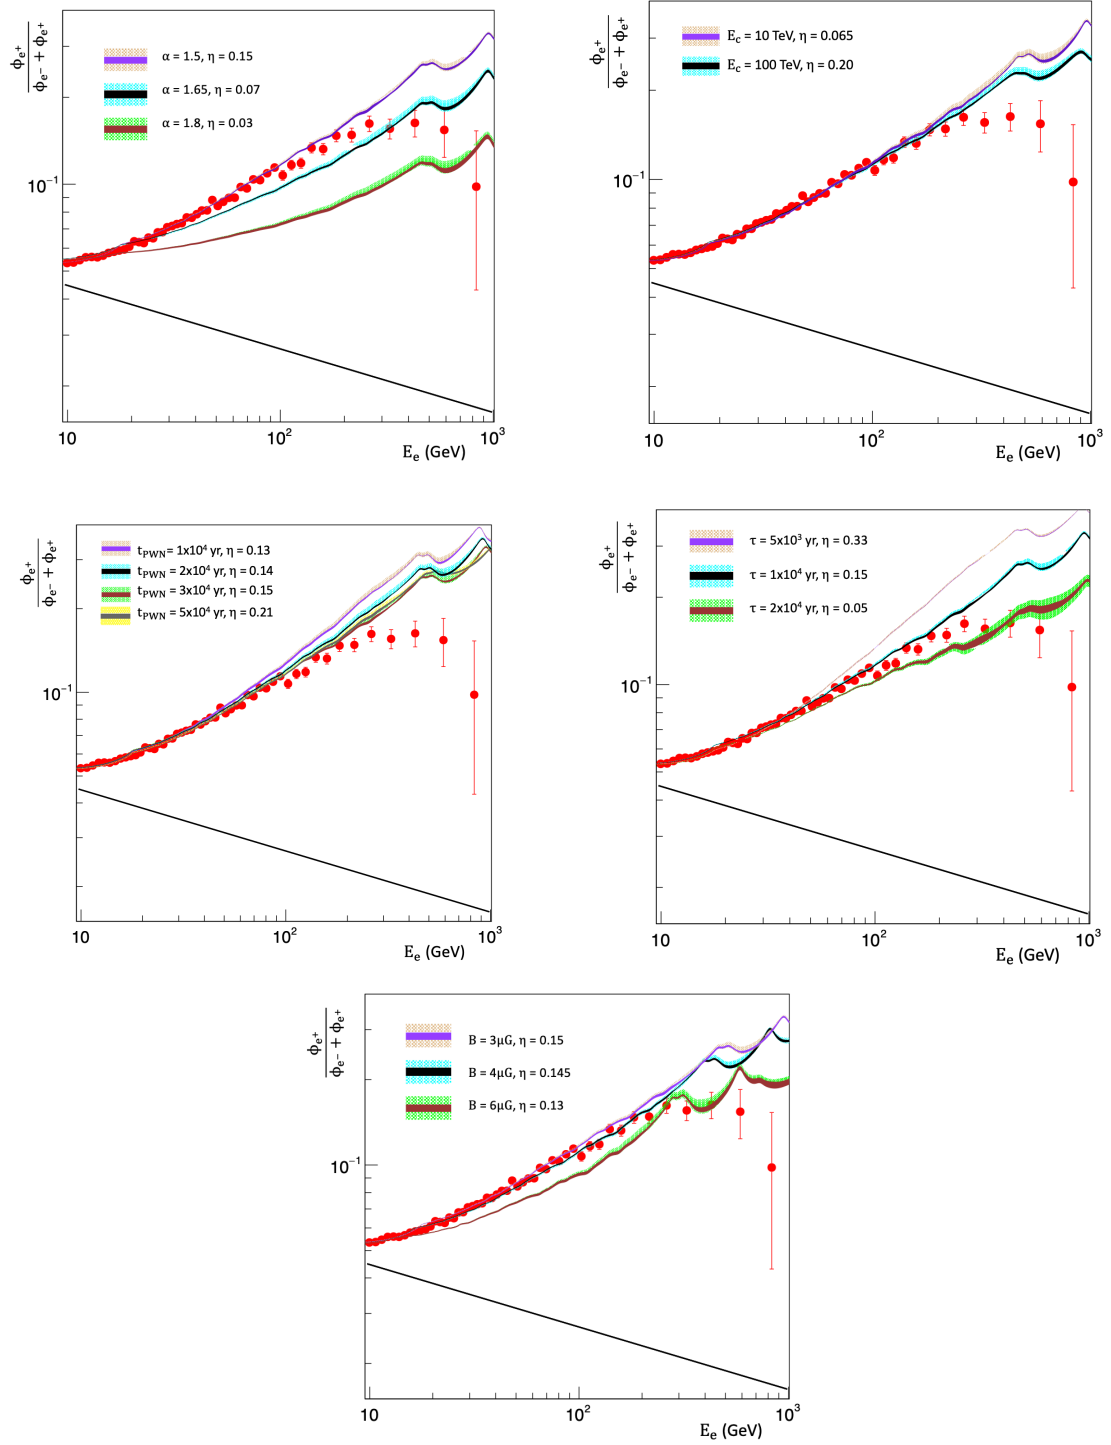 ϕe⁺
ϕe⁻ + ϕe⁺
α = 1.5, η = 0.15
α = 1.65, η = 0.07
α = 1.8, η = 0.03
10⁻¹
10 10² 10³
Ee (GeV)
ϕe⁺
ϕe⁻ + ϕe⁺
Ec = 10 TeV, η = 0.065
Ec = 100 TeV, η = 0.20
10⁻¹
10 10² 10³
Ee (GeV)
ϕe⁺
ϕe⁻ + ϕe⁺
tPWN = 1x10⁴ yr, η = 0.13
tPWN = 2x10⁴ yr, η = 0.14
tPWN = 3x10⁴ yr, η = 0.15
tPWN = 5x10⁴ yr, η = 0.21
10⁻¹
10 10² 10³
Ee (GeV)
ϕe⁺
ϕe⁻ + ϕe⁺
τ = 5x10³ yr, η = 0.33
τ = 1x10⁴ yr, η = 0.15
τ = 2x10⁴ yr, η = 0.05
10⁻¹
10 10² 10³
Ee (GeV)
ϕe⁺
ϕe⁻ + ϕe⁺
B = 3μG, η = 0.15
B = 4μG, η = 0.145
B = 6μG, η = 0.13
10⁻¹
10 10² 10³
Ee (GeV)